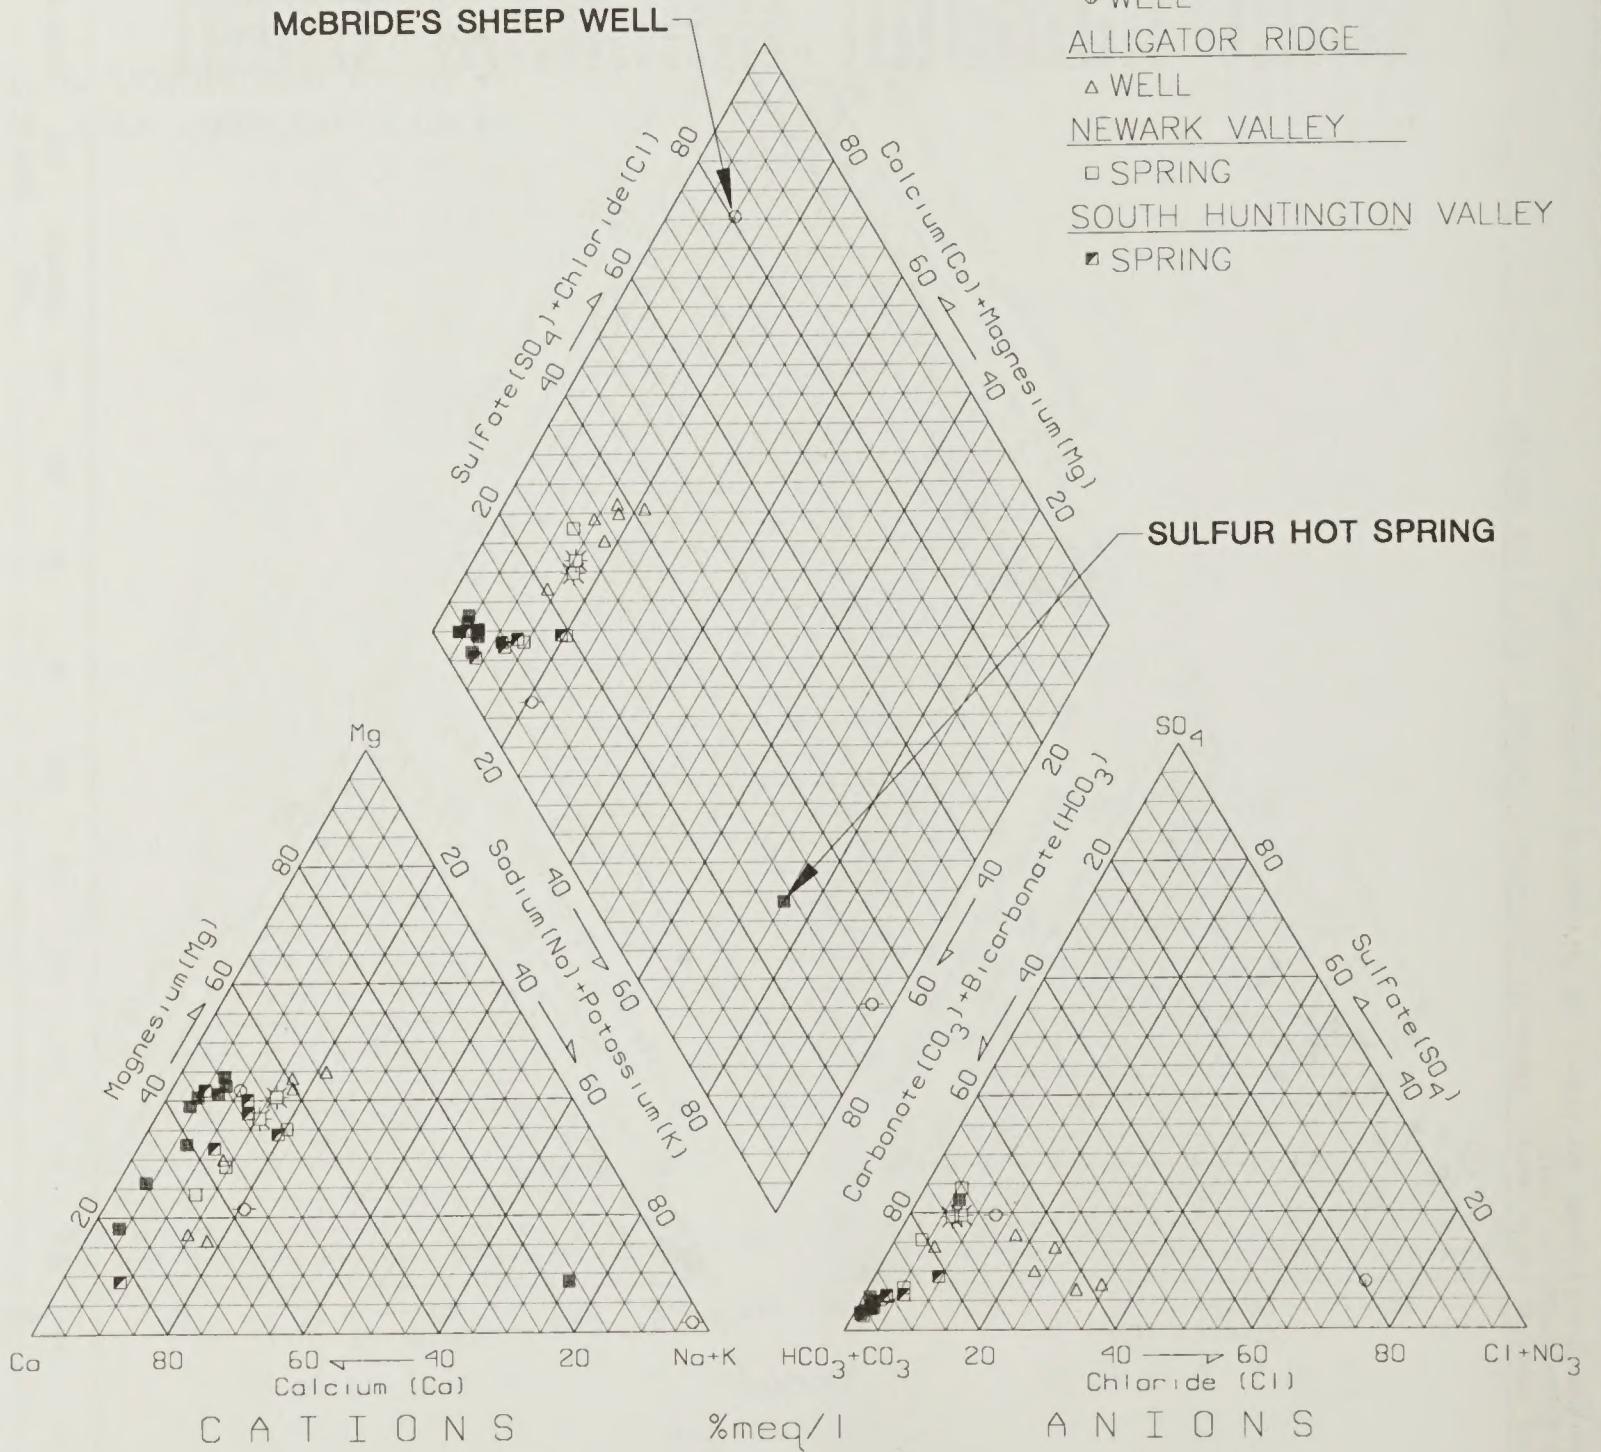 WELL
ALLIGATOR RIDGE
WELL
NEWARK VALLEY
SPRING
SOUTH HUNTINGTON VALLEY
SPRING
McBRIDE'S SHEEP WELL
SULFUR HOT SPRING
Sulfate(SO4)+Chloride(Cl)
20
40
60
80
Calcium(Ca)+Magnesium(Mg)
80
60
40
20
Sodium(Na)+Potassium(K)
20
40
60
80
Carbonate(CO3)+Bicarbonate(HCO3)
20
40
60
80
Mg
Magnesium(Mg)
20
40
60
80
20
40
60
80
Ca
80
60
40
20
Na+K
Calcium (Ca)
CATIONS
%meq/l
SO4
20
40
60
80
Sulfate(SO4)
80
60
40
20
HCO3+CO3
20
40
60
80
Cl+NO3
Chloride (Cl)
ANIONS